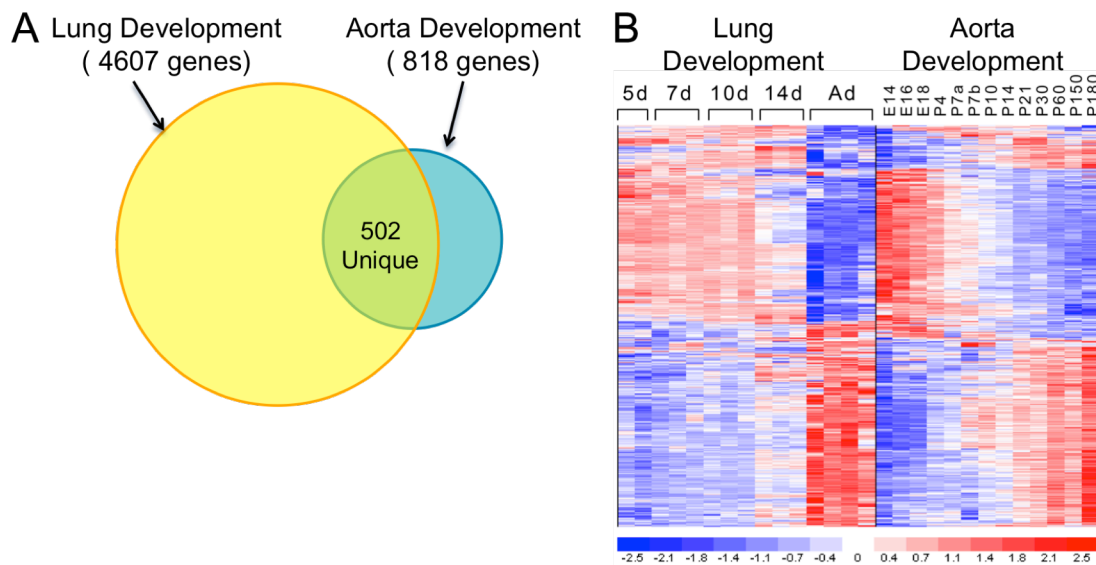 A
Lung Development
( 4607 genes)
Aorta Development
( 818 genes)
502
Unique
B
Lung
Development
Aorta
Development
5d 7d 10d 14d Ad
E14 E16 E18 P4 P7a P7b P10 P14 P21 P30 P60 P150 P180
-2.5 -2.1 -1.8 -1.4 -1.1 -0.7 -0.4 0 0.4 0.7 1.1 1.4 1.8 2.1 2.5